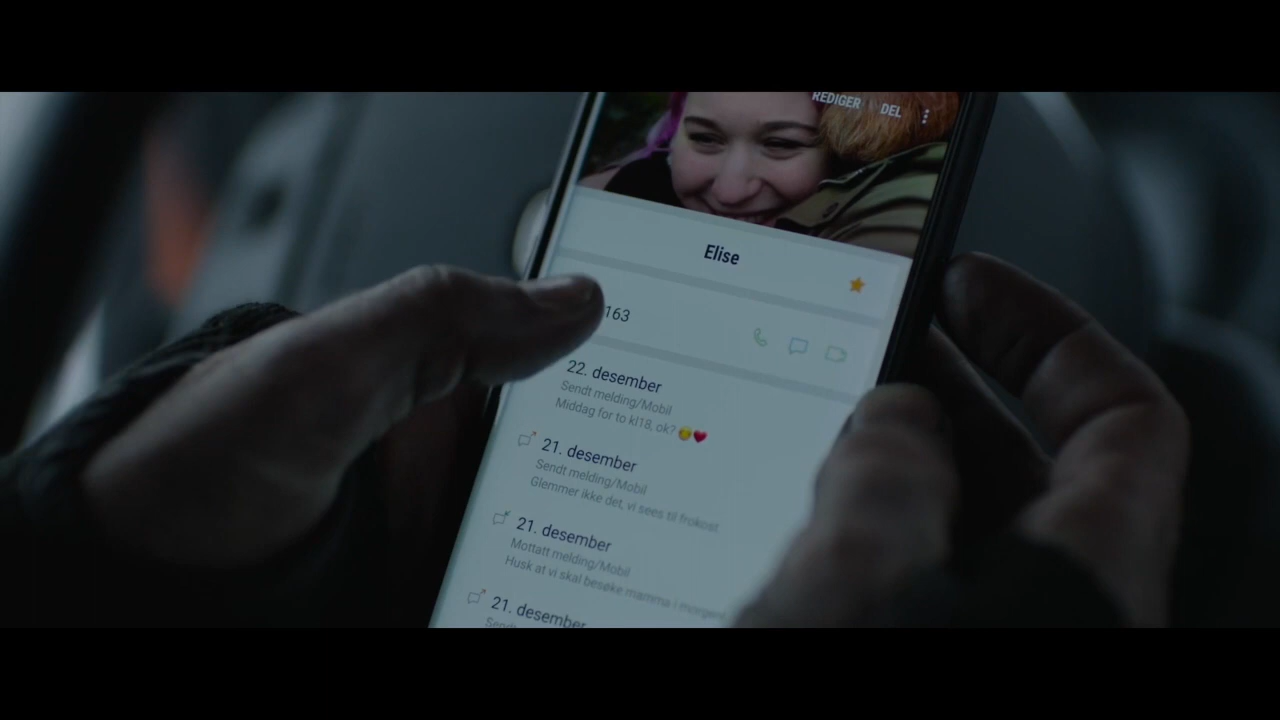 REDIGER DEL
Elise
163
22. desember
Sendt melding/Mobil
Middag for to kl18, ok? 😋❤️
21. desember
Sendt melding/Mobil
Glemmer ikke det, vi sees til frokost
21. desember
Mottatt melding/Mobil
Husk at vi skal besøke mamma i morgen!
21. desember
Sendt